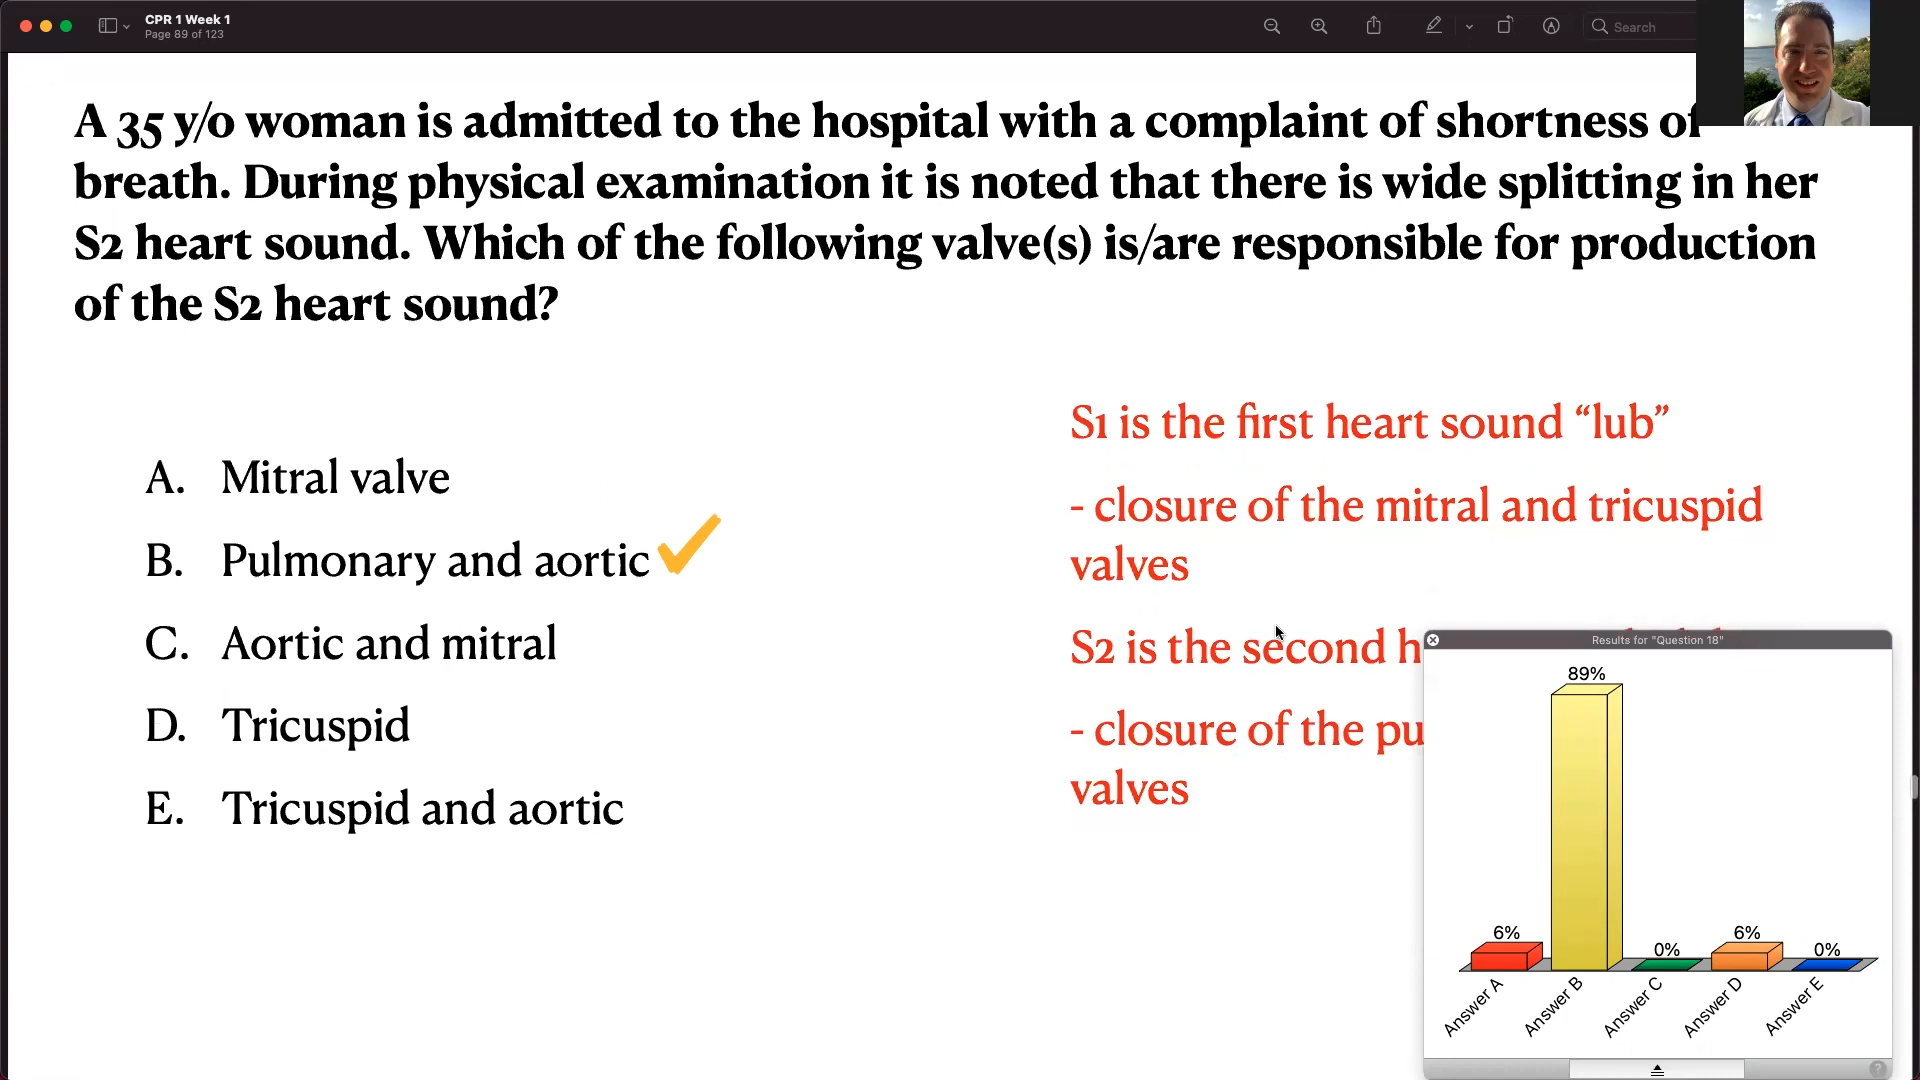 CPR 1 Week 1
Page 89 of 123
Search
A 35 y/o woman is admitted to the hospital with a complaint of shortness of
breath. During physical examination it is noted that there is wide splitting in her
S2 heart sound. Which of the following valve(s) is/are responsible for production
of the S2 heart sound?
A. Mitral valve
B. Pulmonary and aortic
C. Aortic and mitral
D. Tricuspid
E. Tricuspid and aortic
S1 is the first heart sound “lub”
- closure of the mitral and tricuspid
valves
S2 is the second h
- closure of the pu
valves
Results for "Question 18"
89%
6%
0%
6%
0%
Answer A
Answer B
Answer C
Answer D
Answer E